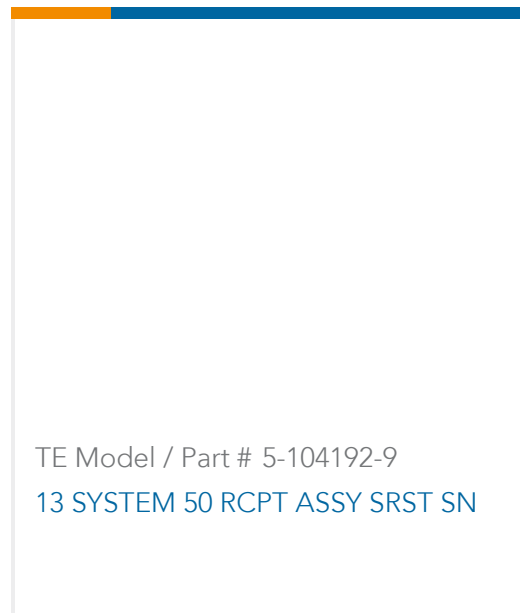 TE Model / Part # 5-104192-9
13 SYSTEM 50 RCPT ASSY SRST SN